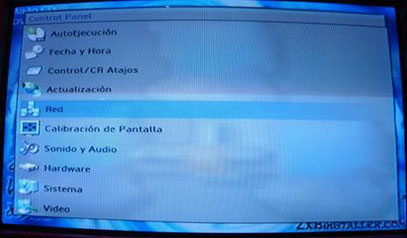 Control Panel
AutoEjecución
Fecha y Hora
Control/CR Atajos
Actualización
Red
Calibración de Pantalla
Sonido y Audio
Hardware
Sistema
Video